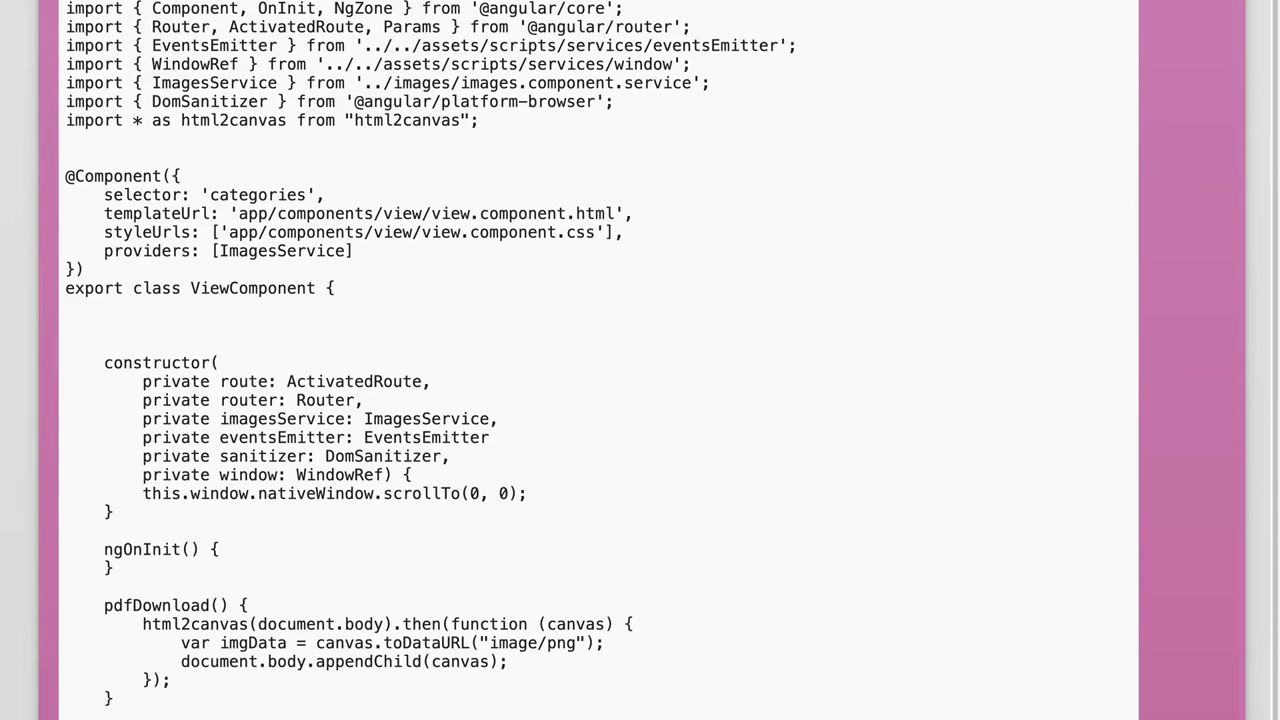 import { Component, OnInit, NgZone } from '@angular/core';
import { Router, ActivatedRoute, Params } from '@angular/router';
import { EventsEmitter } from '../../assets/scripts/services/eventsEmitter';
import { WindowRef } from '../../assets/scripts/services/window';
import { ImagesService } from '../images/images.component.service';
import { DomSanitizer } from '@angular/platform-browser';
import * as html2canvas from "html2canvas";
@Component({
    selector: 'categories',
    templateUrl: 'app/components/view/view.component.html',
    styleUrls: ['app/components/view/view.component.css'],
    providers: [ImagesService]
})
export class ViewComponent {
    constructor(
        private route: ActivatedRoute,
        private router: Router,
        private imagesService: ImagesService,
        private eventsEmitter: EventsEmitter
        private sanitizer: DomSanitizer,
        private window: WindowRef) {
        this.window.nativeWindow.scrollTo(0, 0);
    }
    ngOnInit() {
    }
    pdfDownload() {
        html2canvas(document.body).then(function (canvas) {
            var imgData = canvas.toDataURL("image/png");
            document.body.appendChild(canvas);
        });
    }